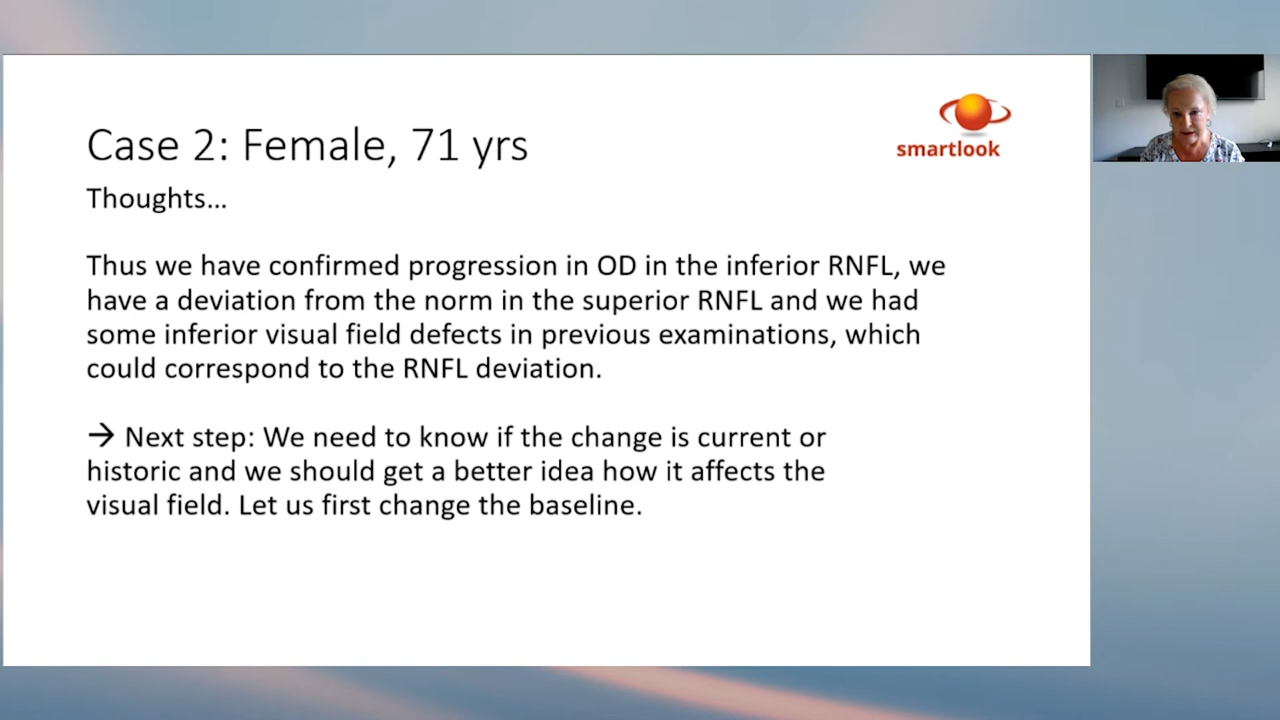 Case 2: Female, 71 yrs
smartlook
Thoughts...
Thus we have confirmed progression in OD in the inferior RNFL, we
have a deviation from the norm in the superior RNFL and we had
some inferior visual field defects in previous examinations, which
could correspond to the RNFL deviation.
→ Next step: We need to know if the change is current or
historic and we should get a better idea how it affects the
visual field. Let us first change the baseline.